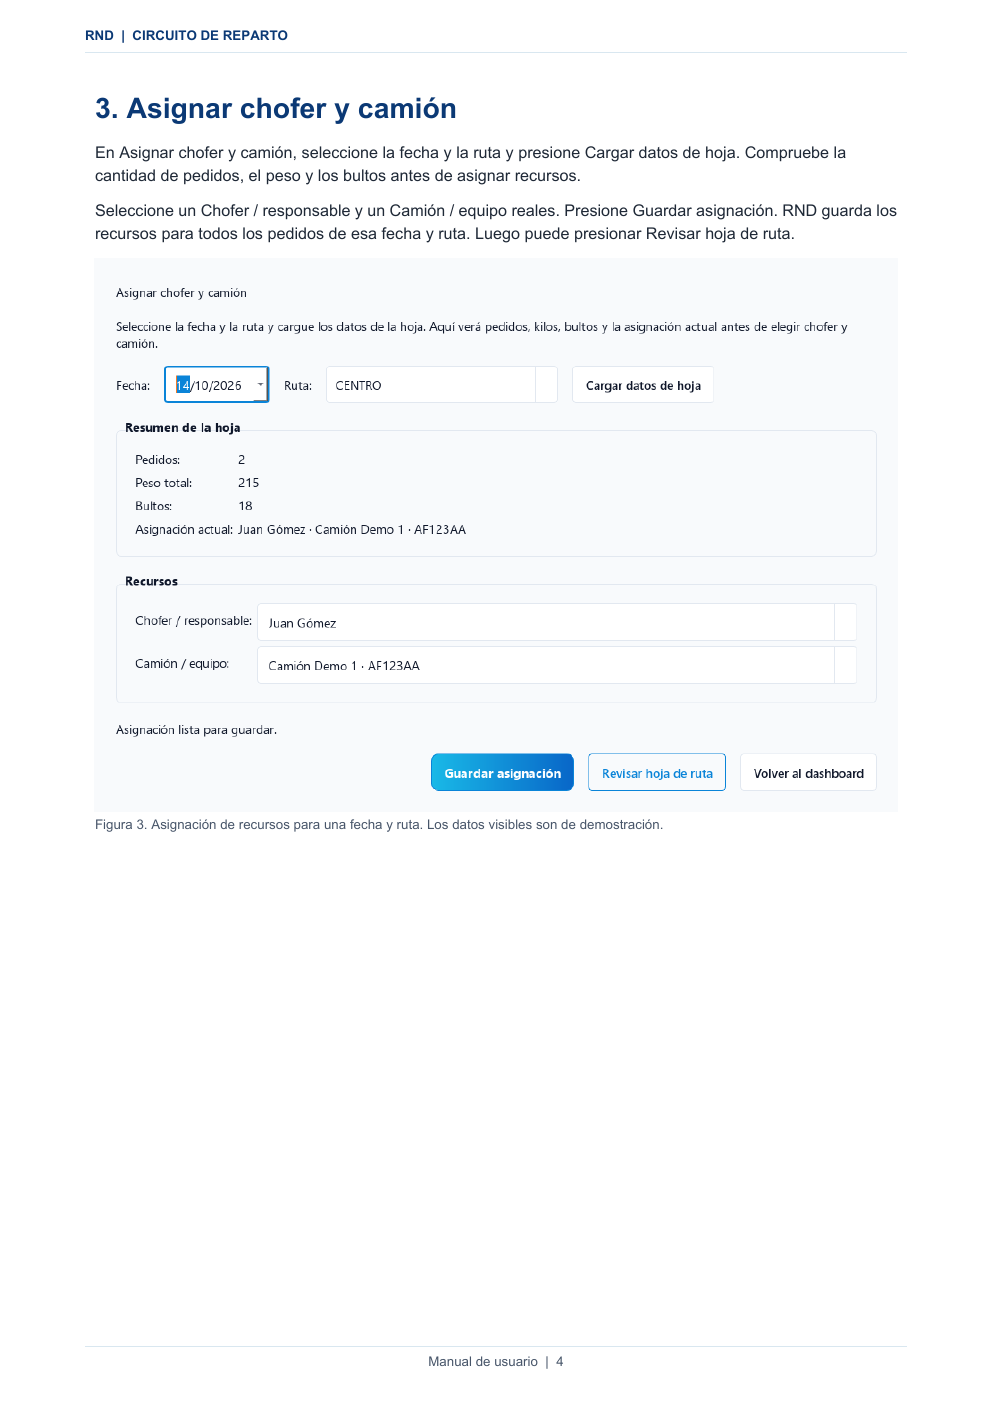 RND | CIRCUITO DE REPARTO
3. Asignar chofer y camión
En Asignar chofer y camión, seleccione la fecha y la ruta y presione Cargar datos de hoja. Compruebe la
cantidad de pedidos, el peso y los bultos antes de asignar recursos.
Seleccione un Chofer / responsable y un Camión / equipo reales. Presione Guardar asignación. RND guarda los
recursos para todos los pedidos de esa fecha y ruta. Luego puede presionar Revisar hoja de ruta.
Asignar chofer y camión
Seleccione la fecha y la ruta y cargue los datos de la hoja. Aquí verá pedidos, kilos, bultos y la asignación actual antes de elegir chofer y
camión.
Fecha: 14/10/2026 Ruta: CENTRO Cargar datos de hoja
Resumen de la hoja
Pedidos: 2
Peso total: 215
Bultos: 18
Asignación actual: Juan Gómez · Camión Demo 1 · AF123AA
Recursos
Chofer / responsable: Juan Gómez
Camión / equipo: Camión Demo 1 · AF123AA
Asignación lista para guardar.
Guardar asignación Revisar hoja de ruta Volver al dashboard
Figura 3. Asignación de recursos para una fecha y ruta. Los datos visibles son de demostración.
Manual de usuario | 4